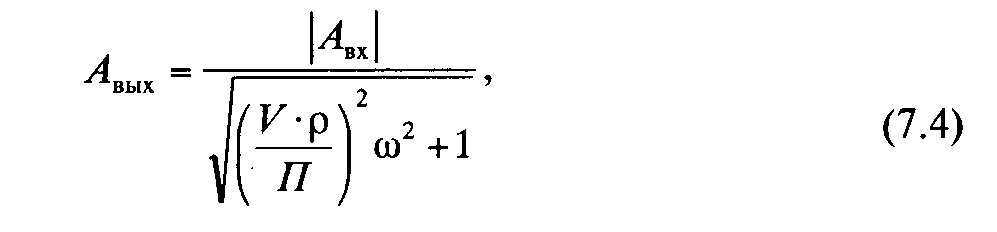 A_вых = |A_вх| / √((V · ρ / П)² ω² + 1), (7.4)